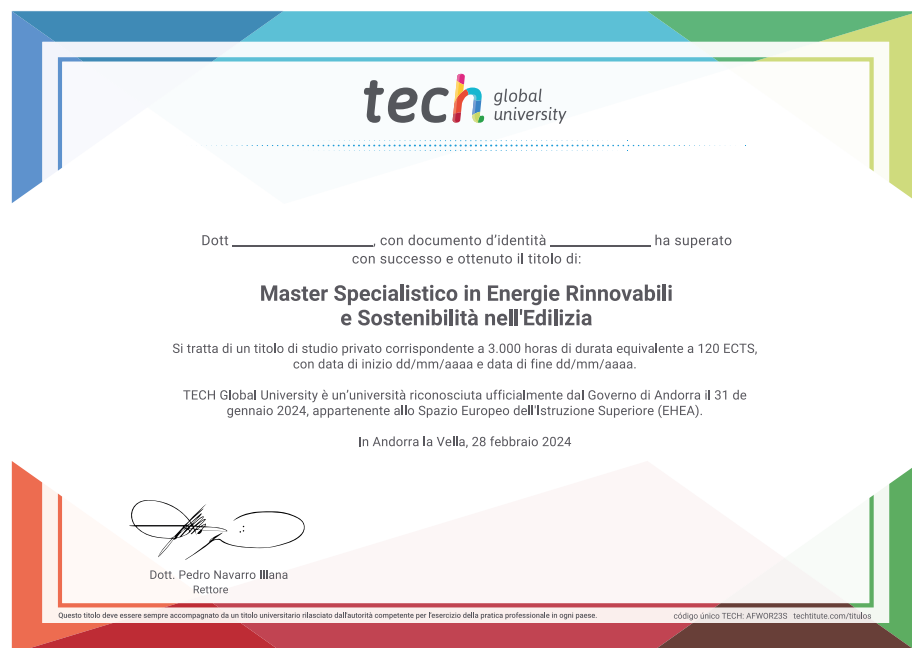 tech global university
Dott ____________________, con documento d'identità ______________ ha superato
con successo e ottenuto il titolo di:
Master Specialistico in Energie Rinnovabili
e Sostenibilità nell'Edilizia
Si tratta di un titolo di studio privato corrispondente a 3.000 horas di durata equivalente a 120 ECTS,
con data di inizio dd/mm/aaaa e data di fine dd/mm/aaaa.
TECH Global University è un'università riconosciuta ufficialmente dal Governo di Andorra il 31 de
gennaio 2024, appartenente allo Spazio Europeo dell'Istruzione Superiore (EHEA).
In Andorra la Vella, 28 febbraio 2024
Dott. Pedro Navarro Illana
Rettore
Questo titolo deve essere sempre accompagnato da un titolo universitario rilasciato dall'autorità competente per l'esercizio della pratica professionale in ogni paese.
código único TECH: AFWOR23S techtitute.com/titulos